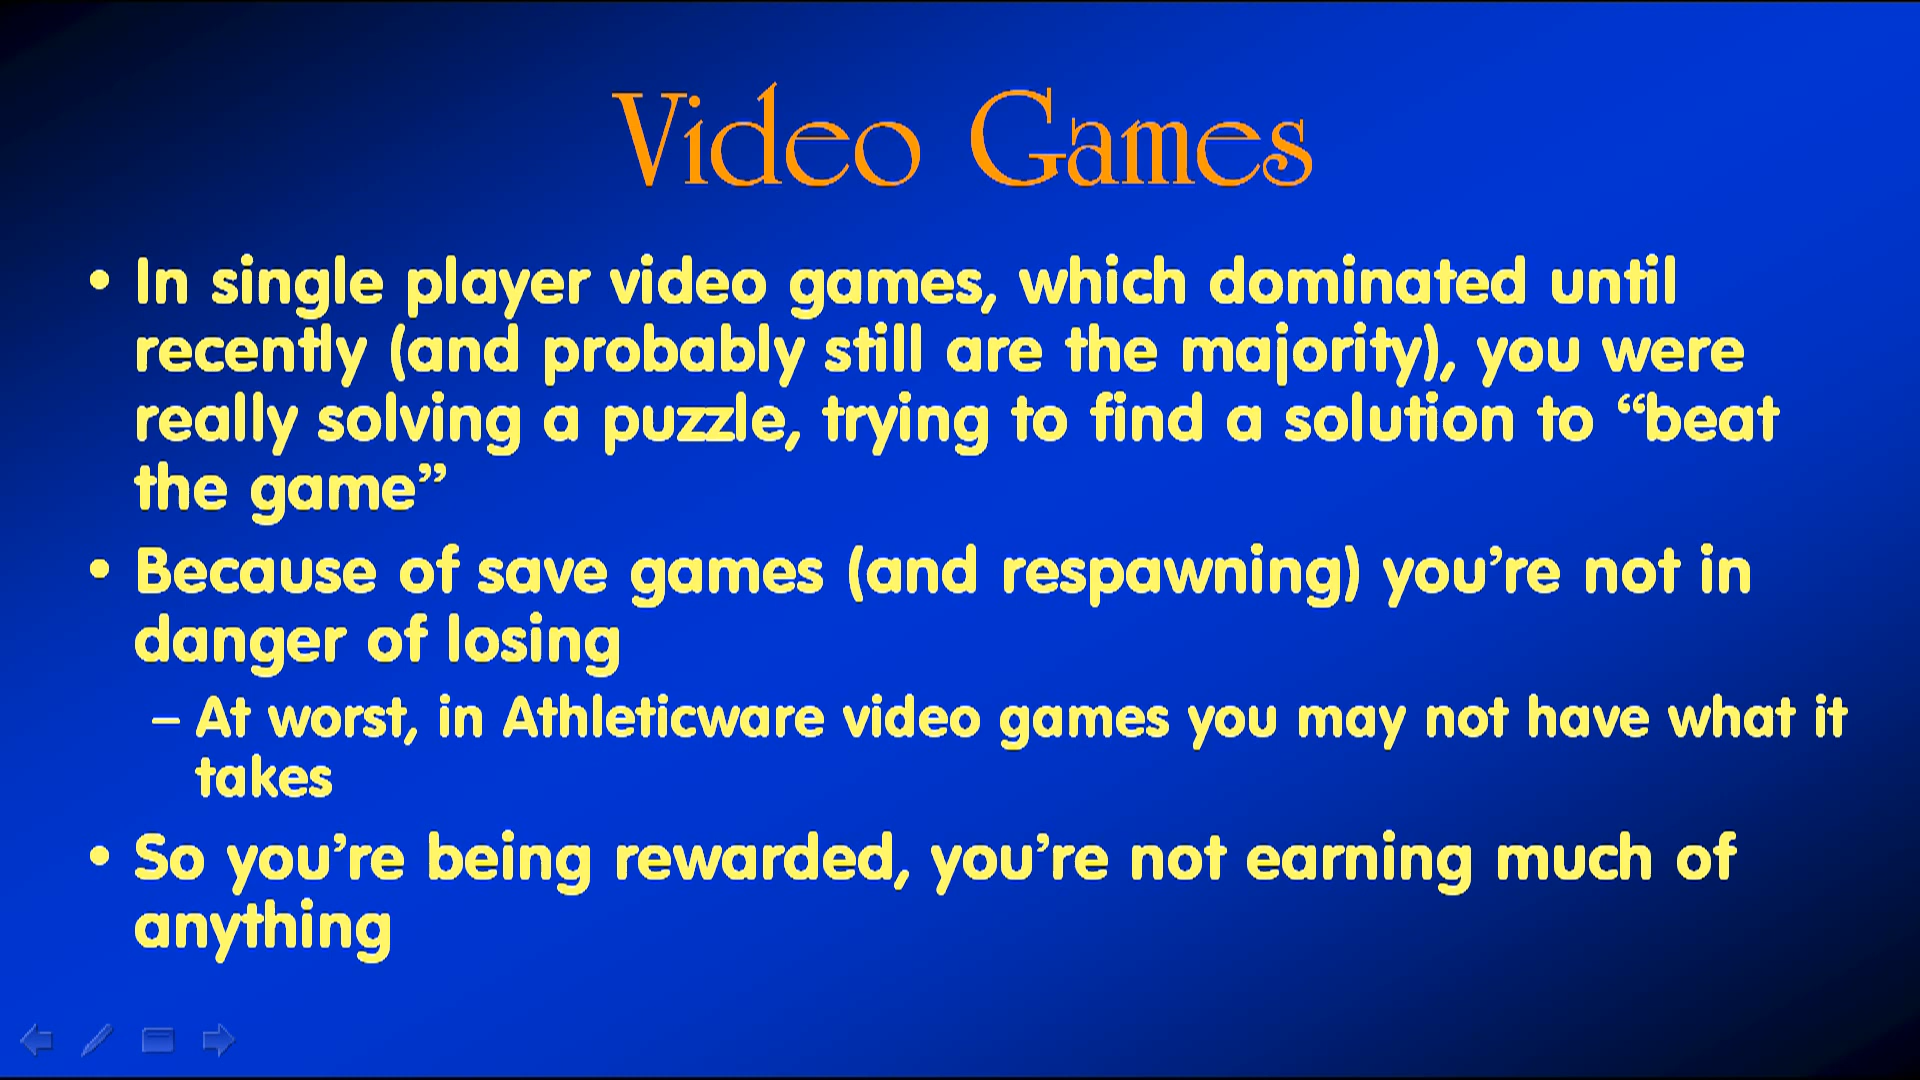 Video Games
• In single player video games, which dominated until
recently (and probably still are the majority), you were
really solving a puzzle, trying to find a solution to “beat
the game”
• Because of save games (and respawning) you’re not in
danger of losing
– At worst, in Athleticware video games you may not have what it
takes
• So you’re being rewarded, you’re not earning much of
anything